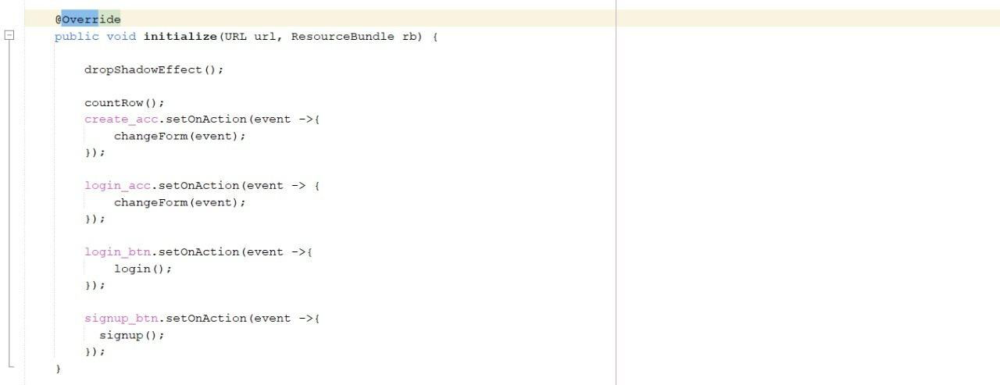 @Override
public void initialize(URL url, ResourceBundle rb) {
dropShadowEffect();
countRow();
create_acc.setOnAction(event ->{
changeForm(event);
});
login_acc.setOnAction(event -> {
changeForm(event);
});
login_btn.setOnAction(event ->{
login();
});
signup_btn.setOnAction(event ->{
signup();
});
}